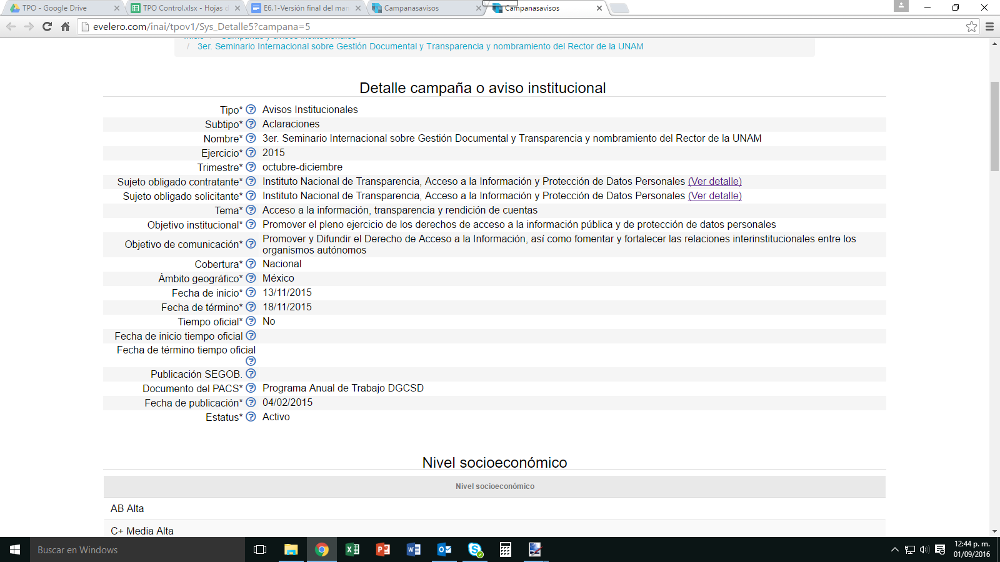 TPO - Google Drive
TPO Control.xlsx - Hojas d
E6.1-Versión final del man
Campanasavisos
Campanasavisos
evelero.com/inai/tpov1/Sys_Detalle5?campana=5
/ 3er. Seminario Internacional sobre Gestión Documental y Transparencia y nombramiento del Rector de la UNAM
Detalle campaña o aviso institucional
Tipo* Avisos Institucionales
Subtipo* Aclaraciones
Nombre* 3er. Seminario Internacional sobre Gestión Documental y Transparencia y nombramiento del Rector de la UNAM
Ejercicio* 2015
Trimestre* octubre-diciembre
Sujeto obligado contratante* Instituto Nacional de Transparencia, Acceso a la Información y Protección de Datos Personales (Ver detalle)
Sujeto obligado solicitante* Instituto Nacional de Transparencia, Acceso a la Información y Protección de Datos Personales (Ver detalle)
Tema* Acceso a la información, transparencia y rendición de cuentas
Objetivo institucional* Promover el pleno ejercicio de los derechos de acceso a la información pública y de protección de datos personales
Objetivo de comunicación* Promover y Difundir el Derecho de Acceso a la Información, así como fomentar y fortalecer las relaciones interinstitucionales entre los
organismos autónomos
Cobertura* Nacional
Ámbito geográfico* México
Fecha de inicio* 13/11/2015
Fecha de término* 18/11/2015
Tiempo oficial* No
Fecha de inicio tiempo oficial
Fecha de término tiempo oficial
Publicación SEGOB.
Documento del PACS* Programa Anual de Trabajo DGCSD
Fecha de publicación* 04/02/2015
Estatus* Activo
Nivel socioeconómico
Nivel socioeconómico
AB Alta
C+ Media Alta
Buscar en Windows
12:44 p. m.
01/09/2016